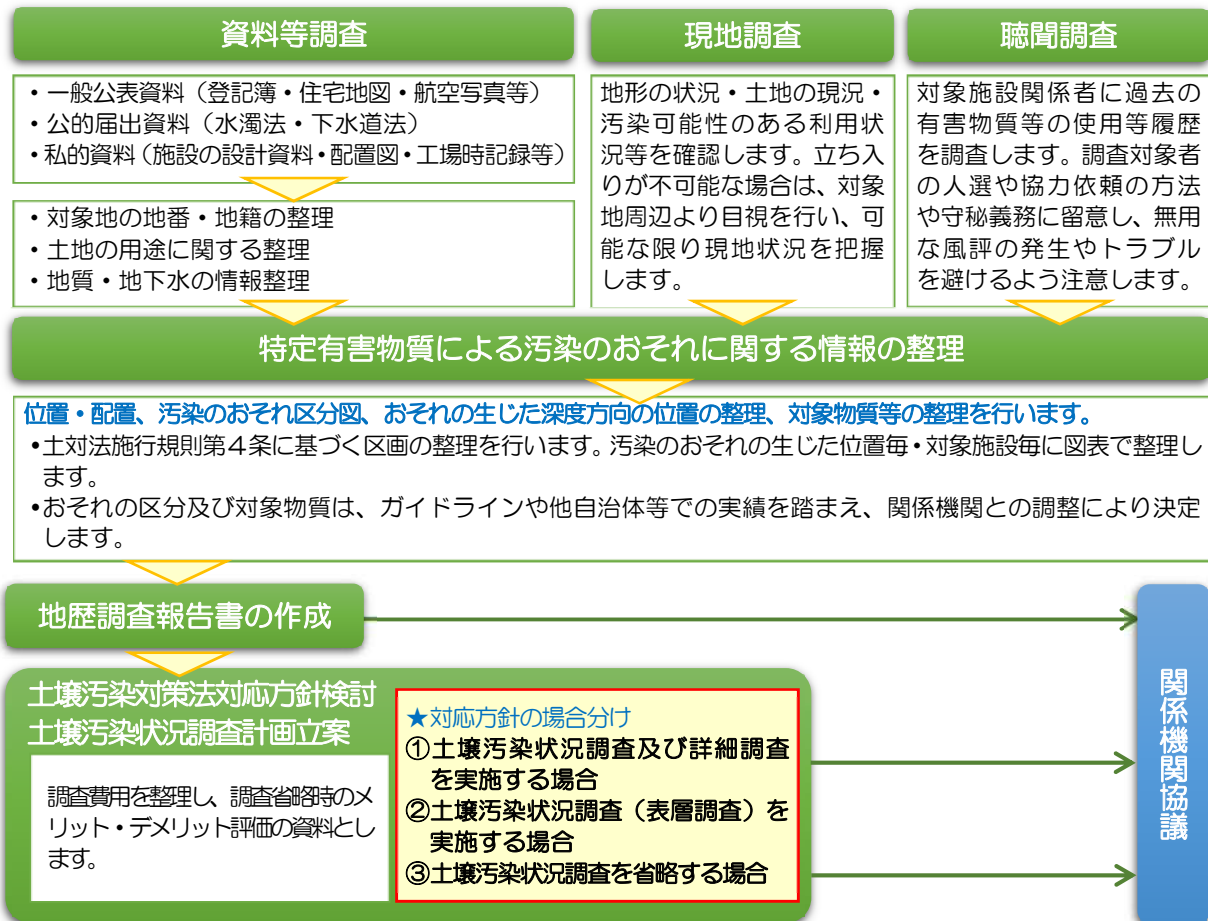 資料等調査
・一般公表資料（登記簿・住宅地図・航空写真等）
・公的届出資料（水濁法・下水道法）
・私的資料（施設の設計資料・配置図・工場時記録等）
・対象地の地番・地籍の整理
・土地の用途に関する整理
・地質・地下水の情報整理
現地調査
地形の状況・土地の現況・
汚染可能性のある利用状
況等を確認します。立ち入
りが不可能な場合は、対象
地周辺より目視を行い、可
能な限り現地状況を把握
します。
聴聞調査
対象施設関係者に過去の
有害物質等の使用等履歴
を調査します。調査対象者
の人選や協力依頼の方法
や守秘義務に留意し、無用
な風評の発生やトラブル
を避けるよう注意します。
特定有害物質による汚染のおそれに関する情報の整理
位置・配置、汚染のおそれ区分図、おそれの生じた深度方向の位置の整理、対象物質等の整理を行います。
•土対法施行規則第４条に基づく区画の整理を行います。汚染のおそれの生じた位置毎・対象施設毎に図表で整理し
ます。
•おそれの区分及び対象物質は、ガイドラインや他自治体等での実績を踏まえ、関係機関との調整により決定
します。
地歴調査報告書の作成
土壌汚染対策法対応方針検討
土壌汚染状況調査計画立案
調査費用を整理し、調査省略時のメ
リット・デメリット評価の資料とし
ます。
★対応方針の場合分け
①土壌汚染状況調査及び詳細調査
を実施する場合
②土壌汚染状況調査（表層調査）を
実施する場合
③土壌汚染状況調査を省略する場合
関係機関協議